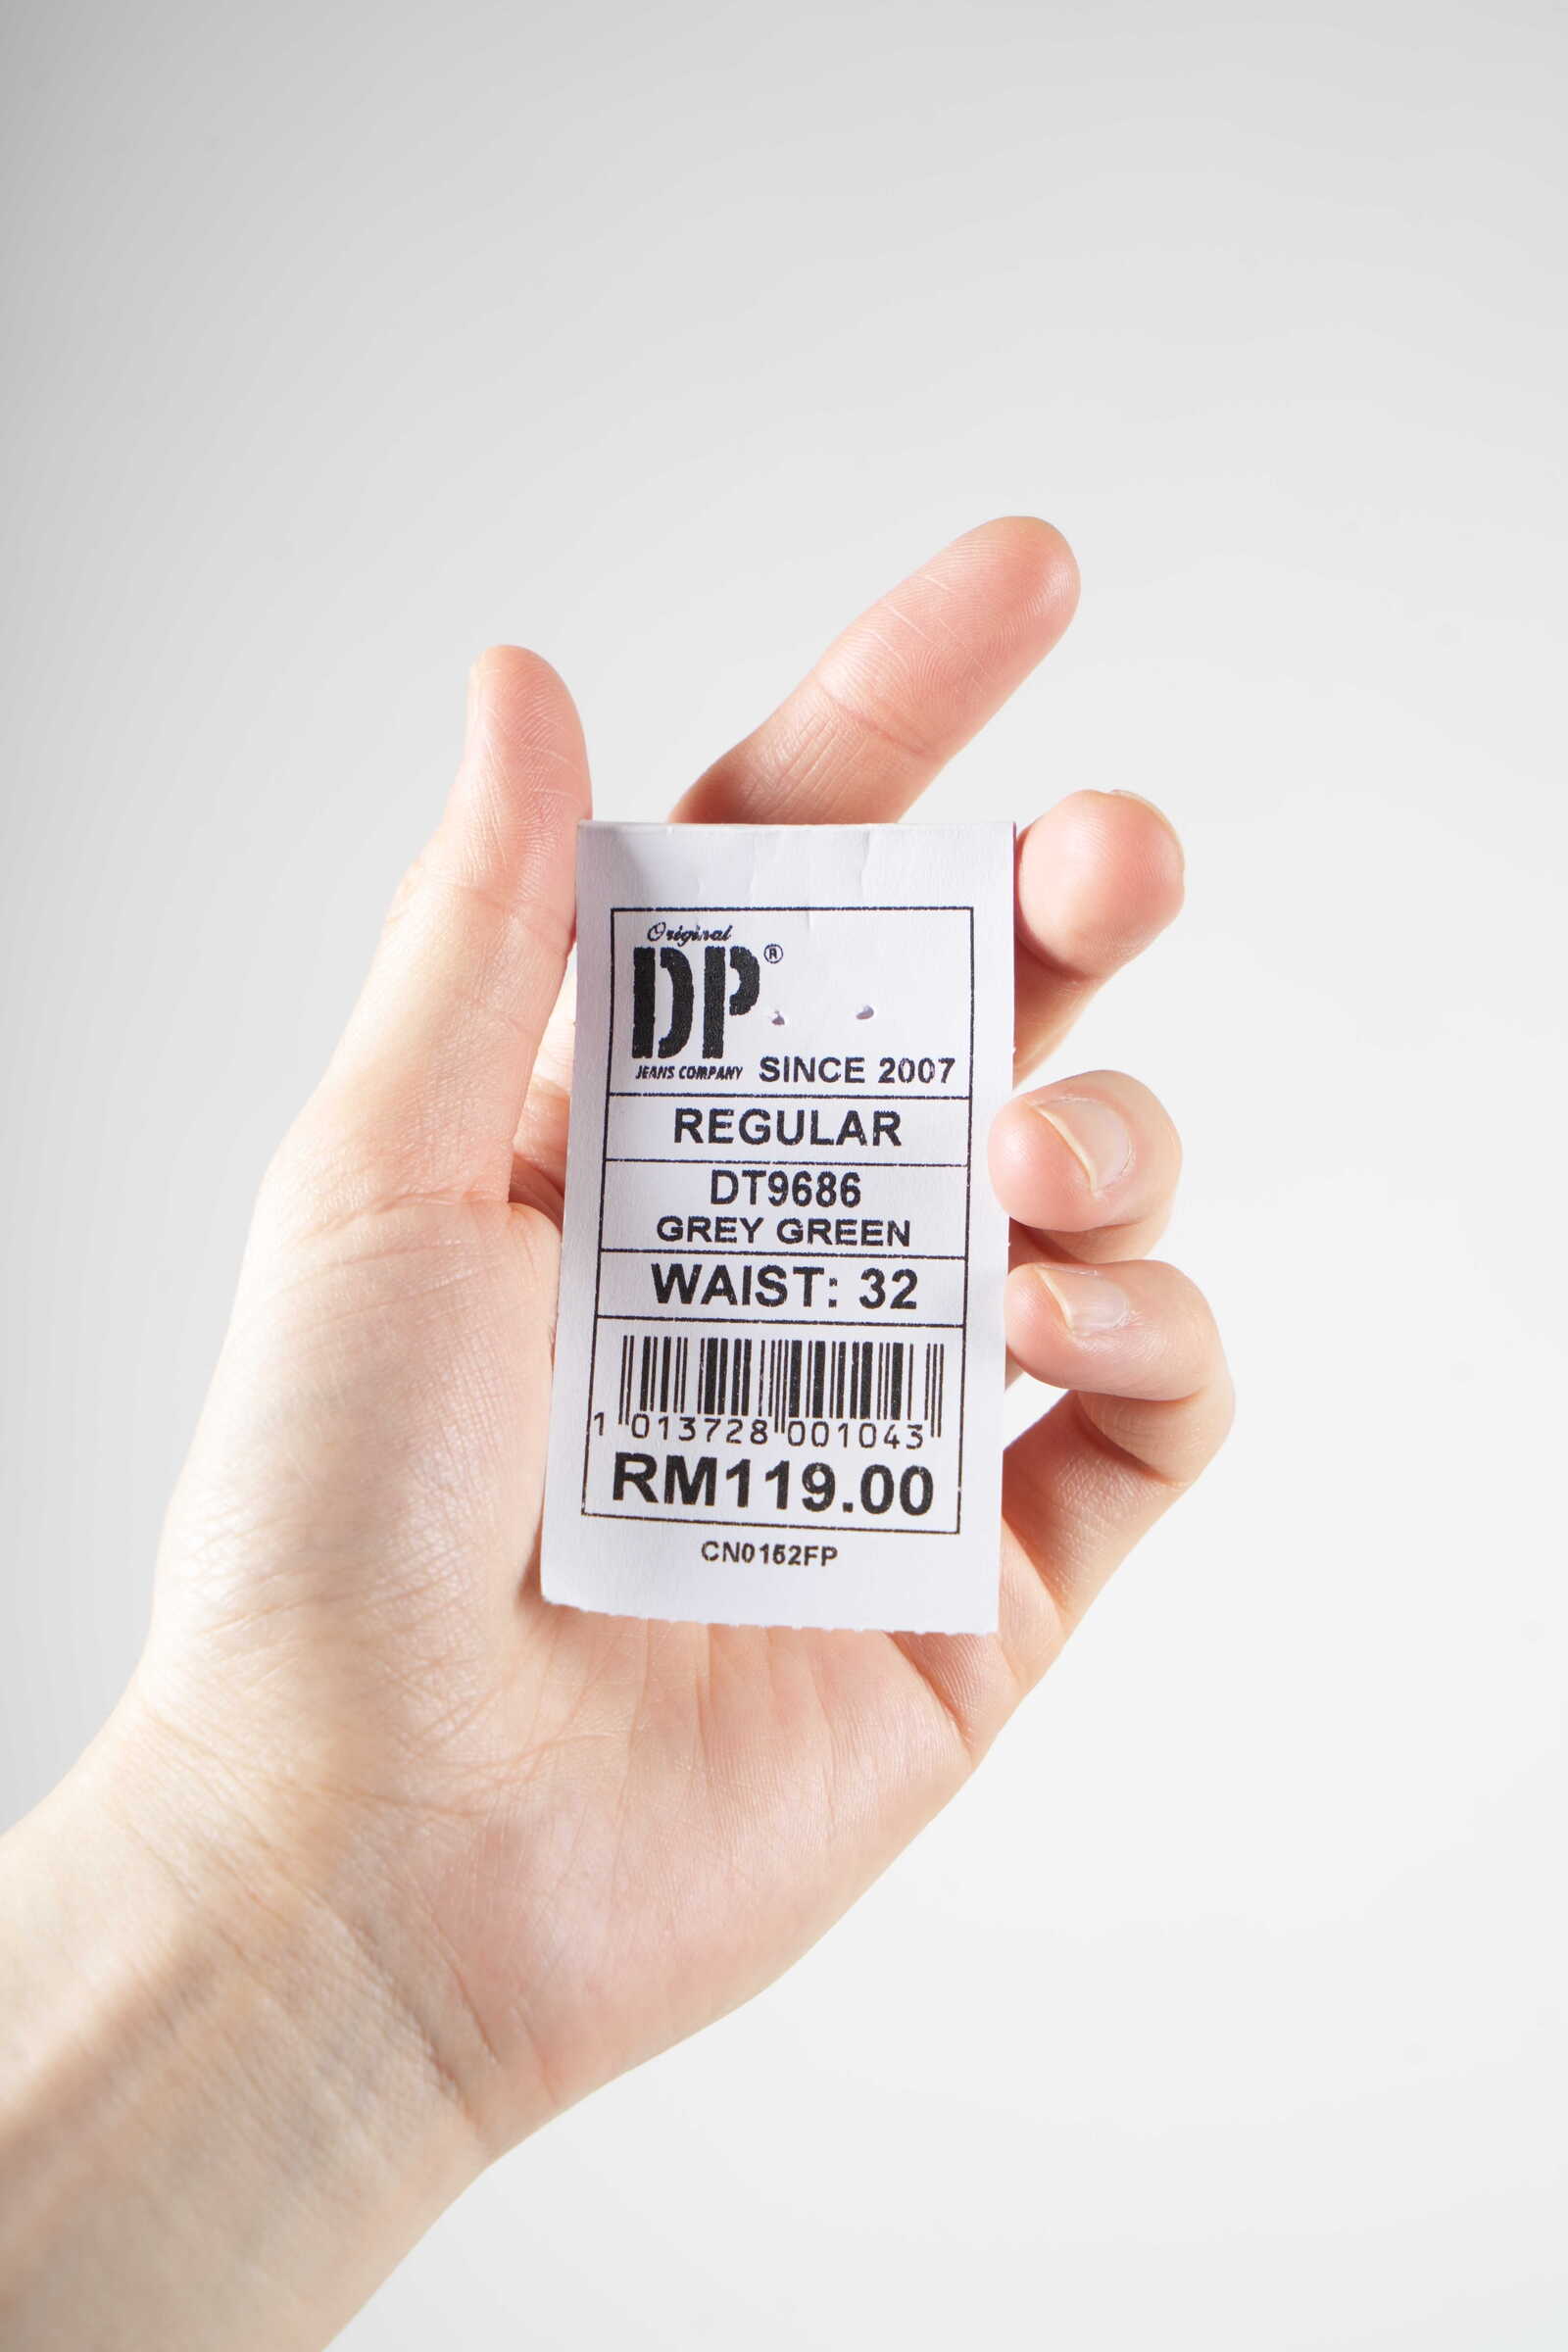 Original
DP®
JEANS COMPANY SINCE 2007
REGULAR
DT9686
GREY GREEN
WAIST: 32
1 013728 001043
RM119.00
CN0152FP